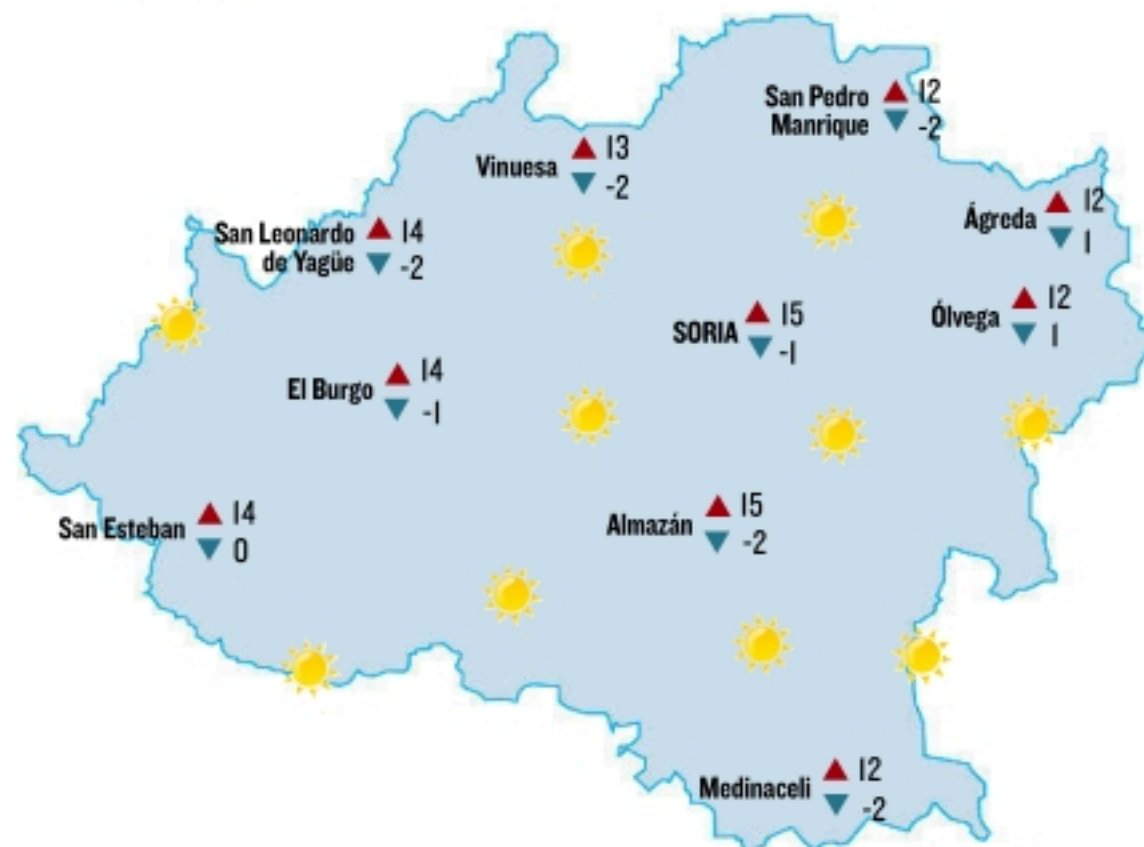 San Pedro
Manrique
12
-2
Vinuesa
13
-2
Ágreda
12
1
San Leonardo
de Yagüe
14
-2
SORIA
15
-1
Ólvega
12
1
El Burgo
14
-1
San Esteban
14
0
Almazán
15
-2
Medinaceli
12
-2